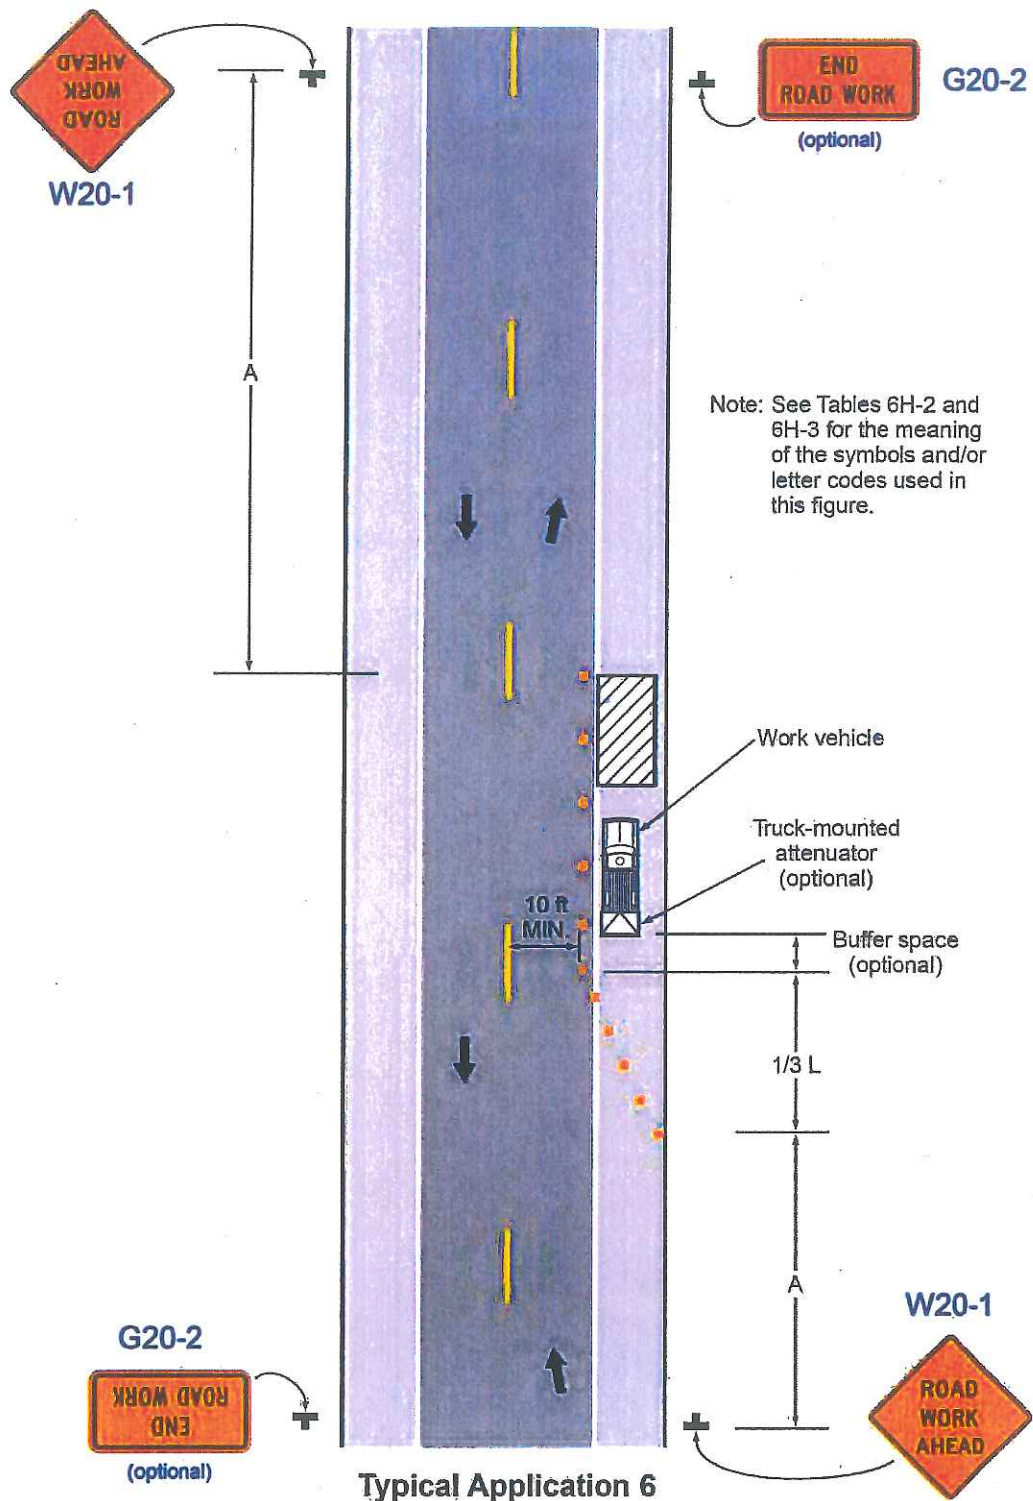 ROAD
WORK
AHEAD
W20-1
END
ROAD WORK
(optional)
G20-2
A
Note: See Tables 6H-2 and
6H-3 for the meaning
of the symbols and/or
letter codes used in
this figure.
Work vehicle
Truck-mounted
attenuator
(optional)
10 ft
MIN.
Buffer space
(optional)
1/3 L
A
W20-1
ROAD
WORK
AHEAD
G20-2
END
ROAD WORK
(optional)
Typical Application 6